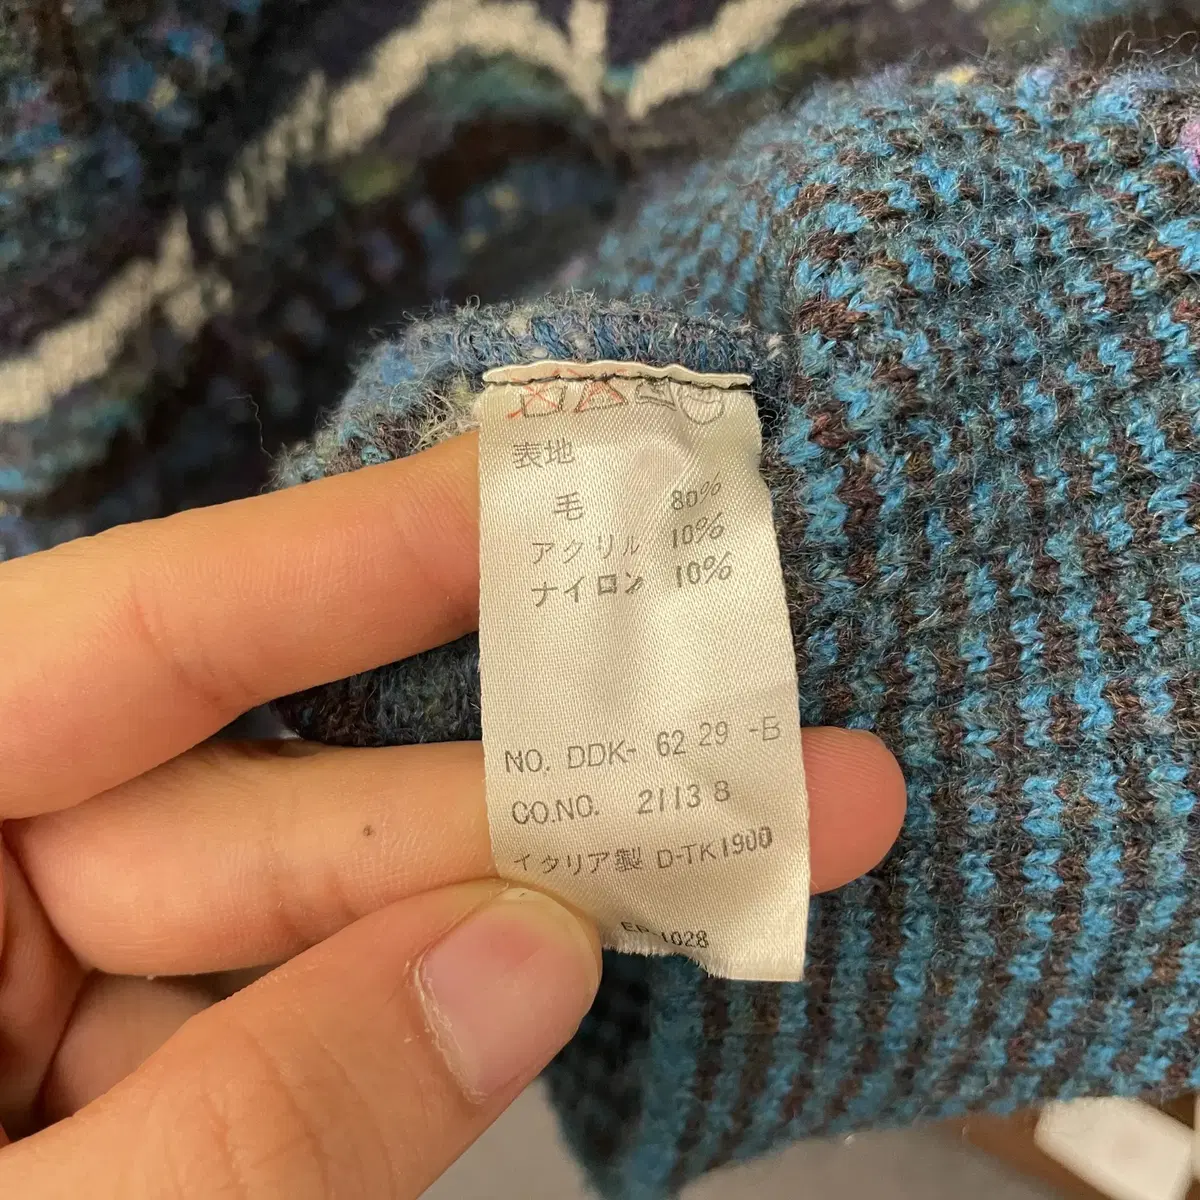 表地
毛 80%
アクリル 10%
ナイロン 10%
NO. DDK- 62 29 -B
CO.NO. 2113 8
イタリア製 D-TK1900
1028